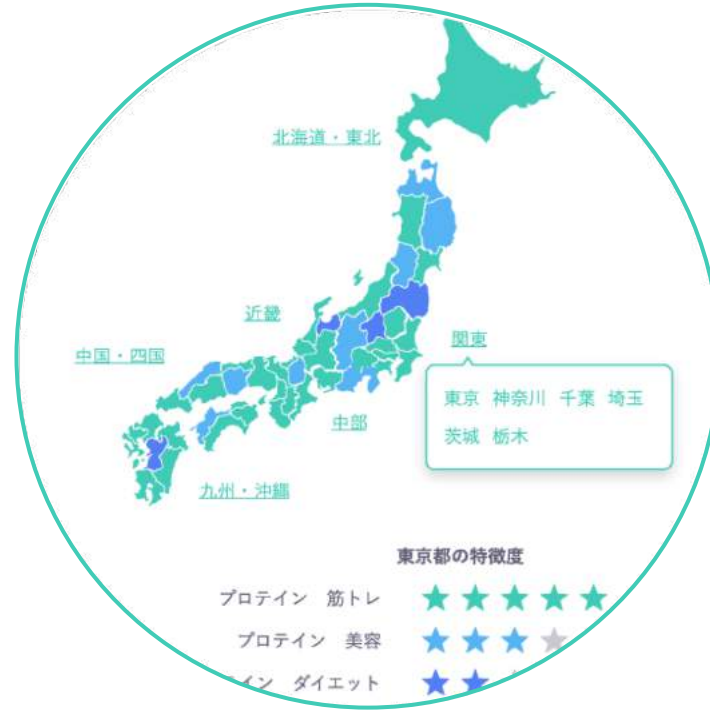 北海道・東北
近畿
関東
中国・四国
東京 神奈川 千葉 埼玉
茨城 栃木
中部
九州・沖縄
東京都の特徴度
プロテイン 筋トレ
プロテイン 美容
イン ダイエット